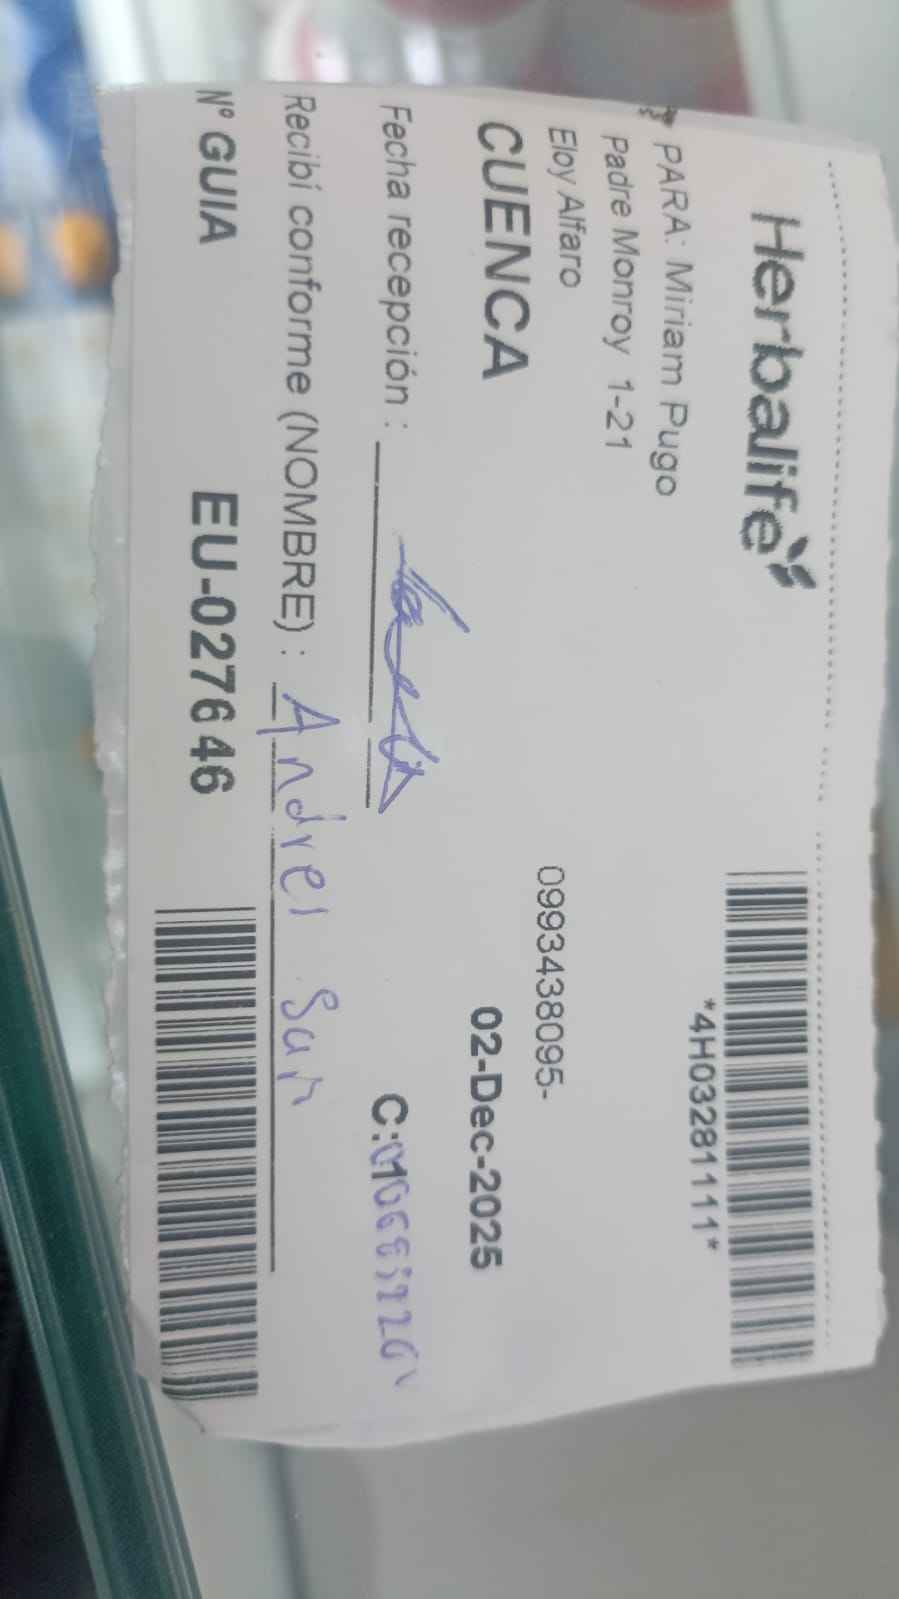 Herbalife
*4H03281111*
PARA: Miriam Pugo
Padre Monroy 1-21
Eloy Alfaro
0993438095-
CUENCA 02-Dec-2025
Fecha recepción :
C:
Recibí conforme (NOMBRE) : Andrei San
Nº GUIA EU-027646